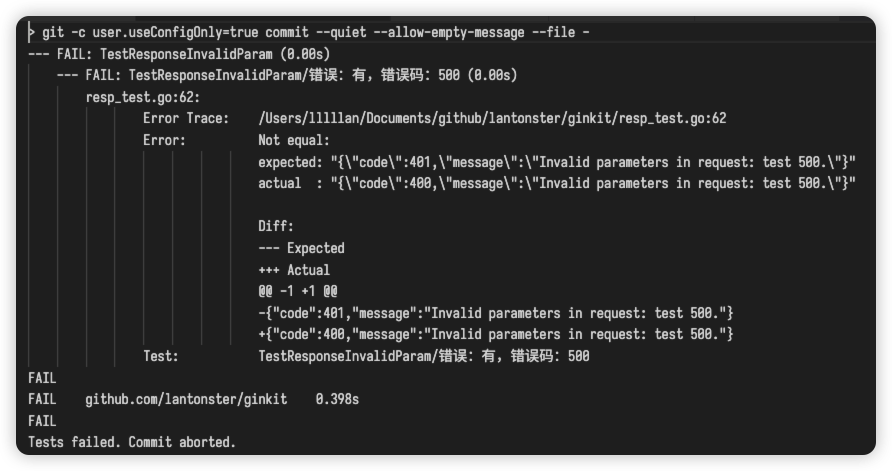 > git -c user.useConfigOnly=true commit --quiet --allow-empty-message --file -
--- FAIL: TestResponseInvalidParam (0.00s)
--- FAIL: TestResponseInvalidParam/错误：有，错误码：500 (0.00s)
resp_test.go:62:
Error Trace: /Users/lllllan/Documents/github/lantonster/ginkit/resp_test.go:62
Error: Not equal:
expected: "{\"code\":401,\"message\":\"Invalid parameters in request: test 500.\"}"
actual  : "{\"code\":400,\"message\":\"Invalid parameters in request: test 500.\"}"
Diff:
--- Expected
+++ Actual
@@ -1 +1 @@
-{"code":401,"message":"Invalid parameters in request: test 500."}
+{"code":400,"message":"Invalid parameters in request: test 500."}
Test: TestResponseInvalidParam/错误：有，错误码：500
FAIL
FAIL github.com/lantonster/ginkit 0.398s
FAIL
Tests failed. Commit aborted.